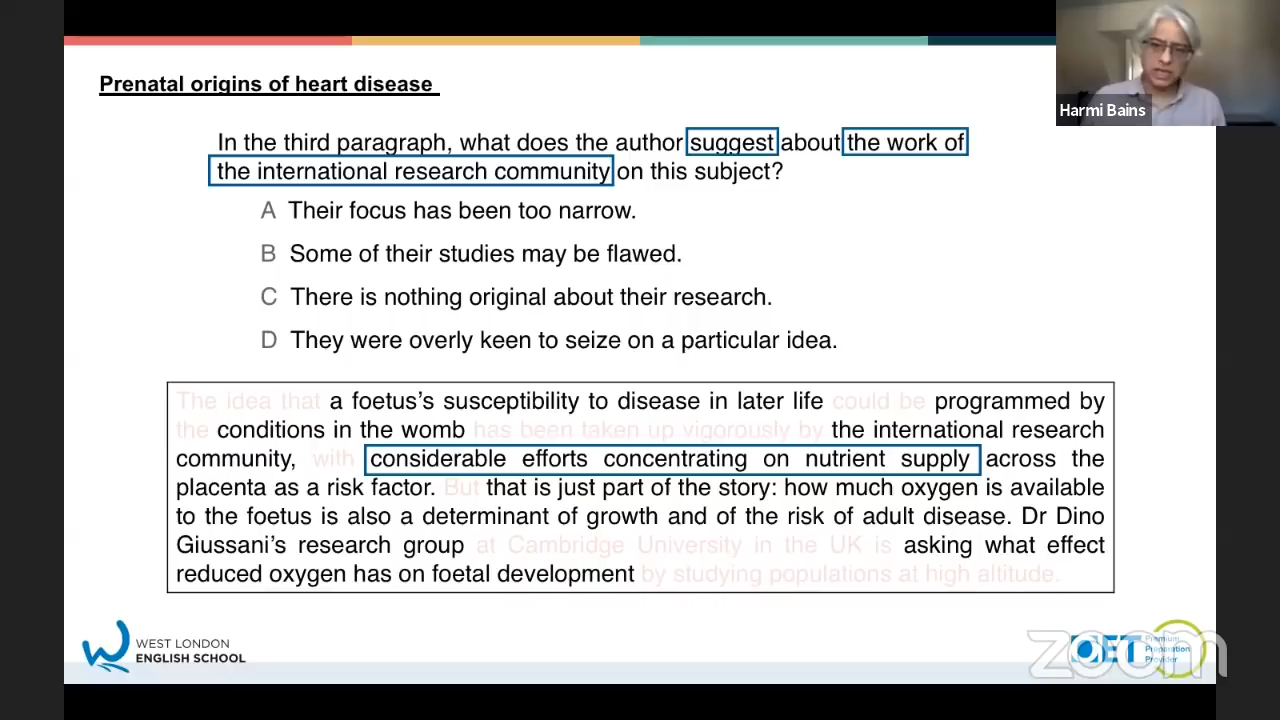 Harmi Bains
Prenatal origins of heart disease
In the third paragraph, what does the author suggest about the work of
the international research community on this subject?
A Their focus has been too narrow.
B Some of their studies may be flawed.
C There is nothing original about their research.
D They were overly keen to seize on a particular idea.
The idea that a foetus’s susceptibility to disease in later life could be programmed by
the conditions in the womb has been taken up vigorously by the international research
community, with considerable efforts concentrating on nutrient supply across the
placenta as a risk factor. But that is just part of the story: how much oxygen is available
to the foetus is also a determinant of growth and of the risk of adult disease. Dr Dino
Giussani’s research group at Cambridge University in the UK is asking what effect
reduced oxygen has on foetal development by studying populations at high altitude.
WEST LONDON
ENGLISH SCHOOL
OET
Premium
Preparation
Provider
zoom